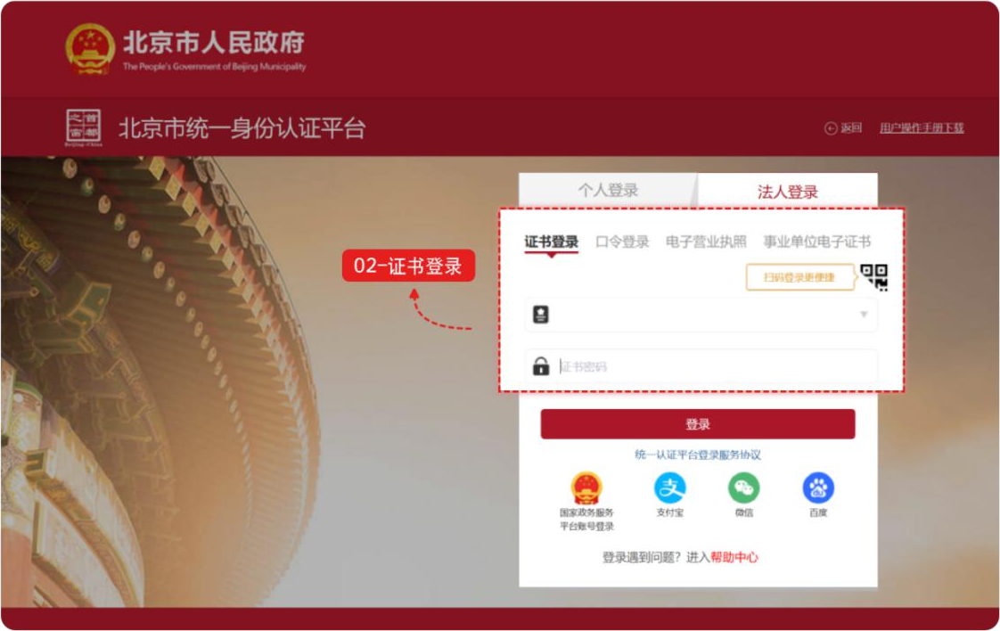 北京市人民政府
The People's Government of Beijing Municipality
首都之窗
Beijing-China
北京市统一身份认证平台
返回 用户操作手册下载
个人登录 法人登录
证书登录 口令登录 电子营业执照 事业单位电子证书
02-证书登录
扫码登录更便捷
证书密码
登录
统一认证平台登录服务协议
国家政务服务平台账号登录 支付宝 微信 百度
登录遇到问题？进入帮助中心